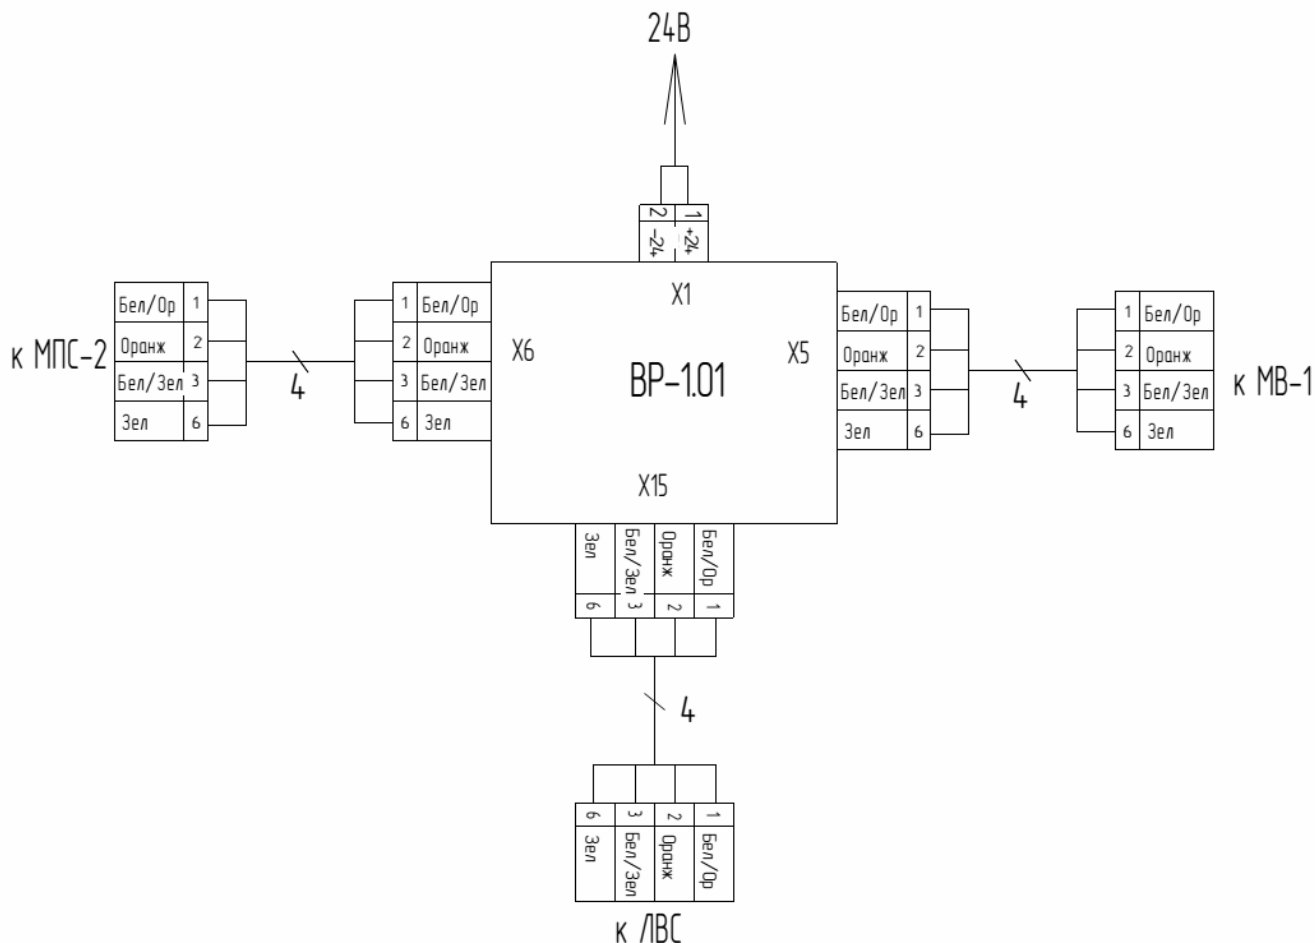 24В
2 1
-24 +24
X1
Бел/Ор 1
Оранж 2
Бел/Зел 3
Зел 6
к МПС-2
4
1 Бел/Ор
2 Оранж
3 Бел/Зел
6 Зел
X6
ВР-1.01
X5
Бел/Ор 1
Оранж 2
Бел/Зел 3
Зел 6
4
1 Бел/Ор
2 Оранж
3 Бел/Зел
6 Зел
к МВ-1
X15
Зел Бел/Зел Оранж Бел/Ор
6 3 2 1
4
6 3 2 1
Зел Бел/Зел Оранж Бел/Ор
к ЛВС